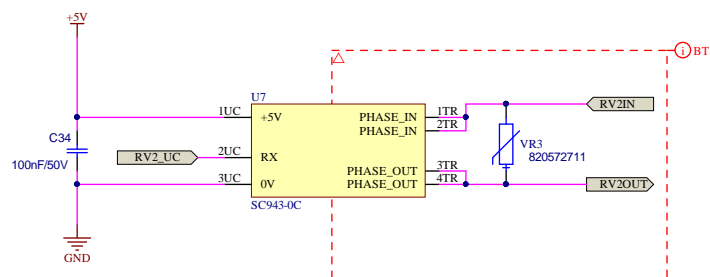 +5V
i BT
U7
1UC +5V PHASE_IN 1TR RV2IN
PHASE_IN 2TR
C34
100nF/50V
RV2_UC 2UC RX
VR3
820572711
PHASE_OUT 3TR
3UC 0V PHASE_OUT 4TR RV2OUT
SC943-0C
GND